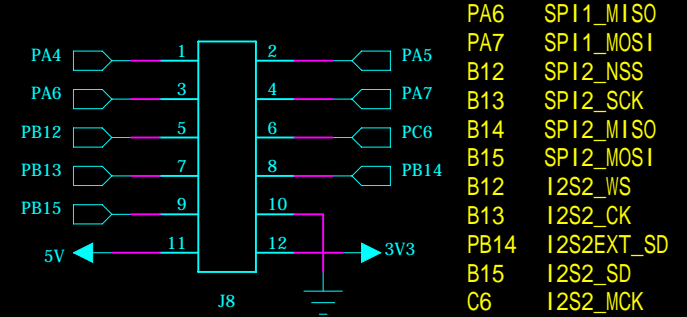 PA4 1 2 PA5
PA6 3 4 PA7
PB12 5 6 PC6
PB13 7 8 PB14
PB15 9 10
5V 11 12 3V3
J8
PA6 SPI1_MISO
PA7 SPI1_MOSI
B12 SPI2_NSS
B13 SPI2_SCK
B14 SPI2_MISO
B15 SPI2_MOSI
B12 I2S2_WS
B13 I2S2_CK
PB14 I2S2EXT_SD
B15 I2S2_SD
C6 I2S2_MCK